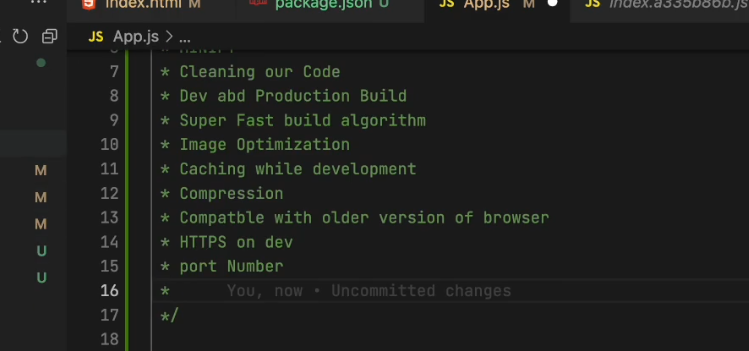 index.html M
package.json U
JS App.js M
JS index.a335b86b.js
JS App.js > ...
7 * Cleaning our Code
8 * Dev abd Production Build
9 * Super Fast build algorithm
10 * Image Optimization
11 * Caching while development
12 * Compression
13 * Compatble with older version of browser
14 * HTTPS on dev
15 * port Number
16 * You, now • Uncommitted changes
17 */
18
M
M
M
U
U